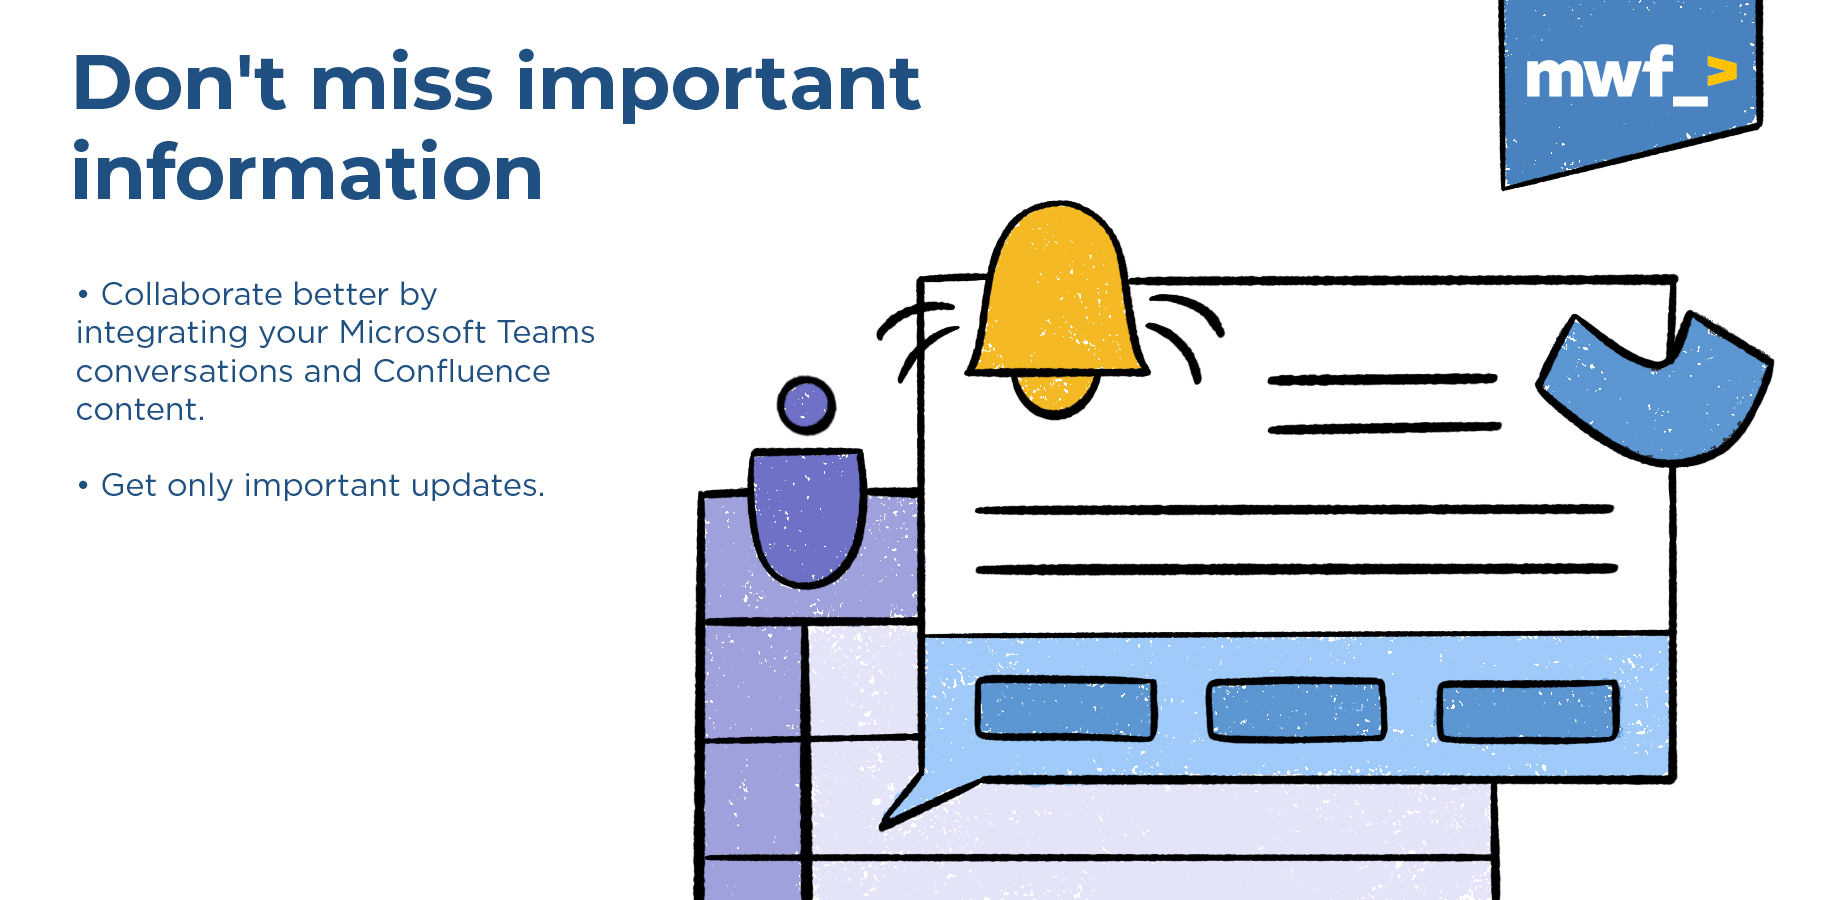 Don't miss important
information
mwf_>
• Collaborate better by
integrating your Microsoft Teams
conversations and Confluence
content.
• Get only important updates.